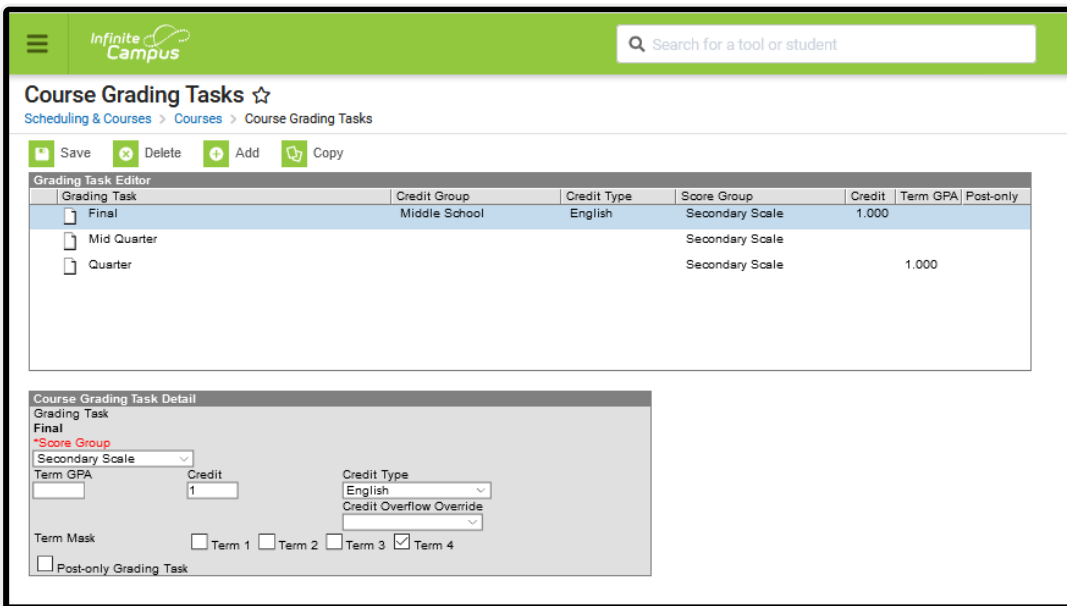 Infinite Campus
Search for a tool or student
Course Grading Tasks
Scheduling & Courses > Courses > Course Grading Tasks
Save Delete Add Copy
Grading Task Editor
Grading Task Credit Group Credit Type Score Group Credit Term GPA Post-only
Final Middle School English Secondary Scale 1.000
Mid Quarter Secondary Scale
Quarter Secondary Scale 1.000
Course Grading Task Detail
Grading Task
Final
*Score Group
Secondary Scale
Term GPA Credit Credit Type
1 English
Credit Overflow Override
Term Mask Term 1 Term 2 Term 3 Term 4
Post-only Grading Task